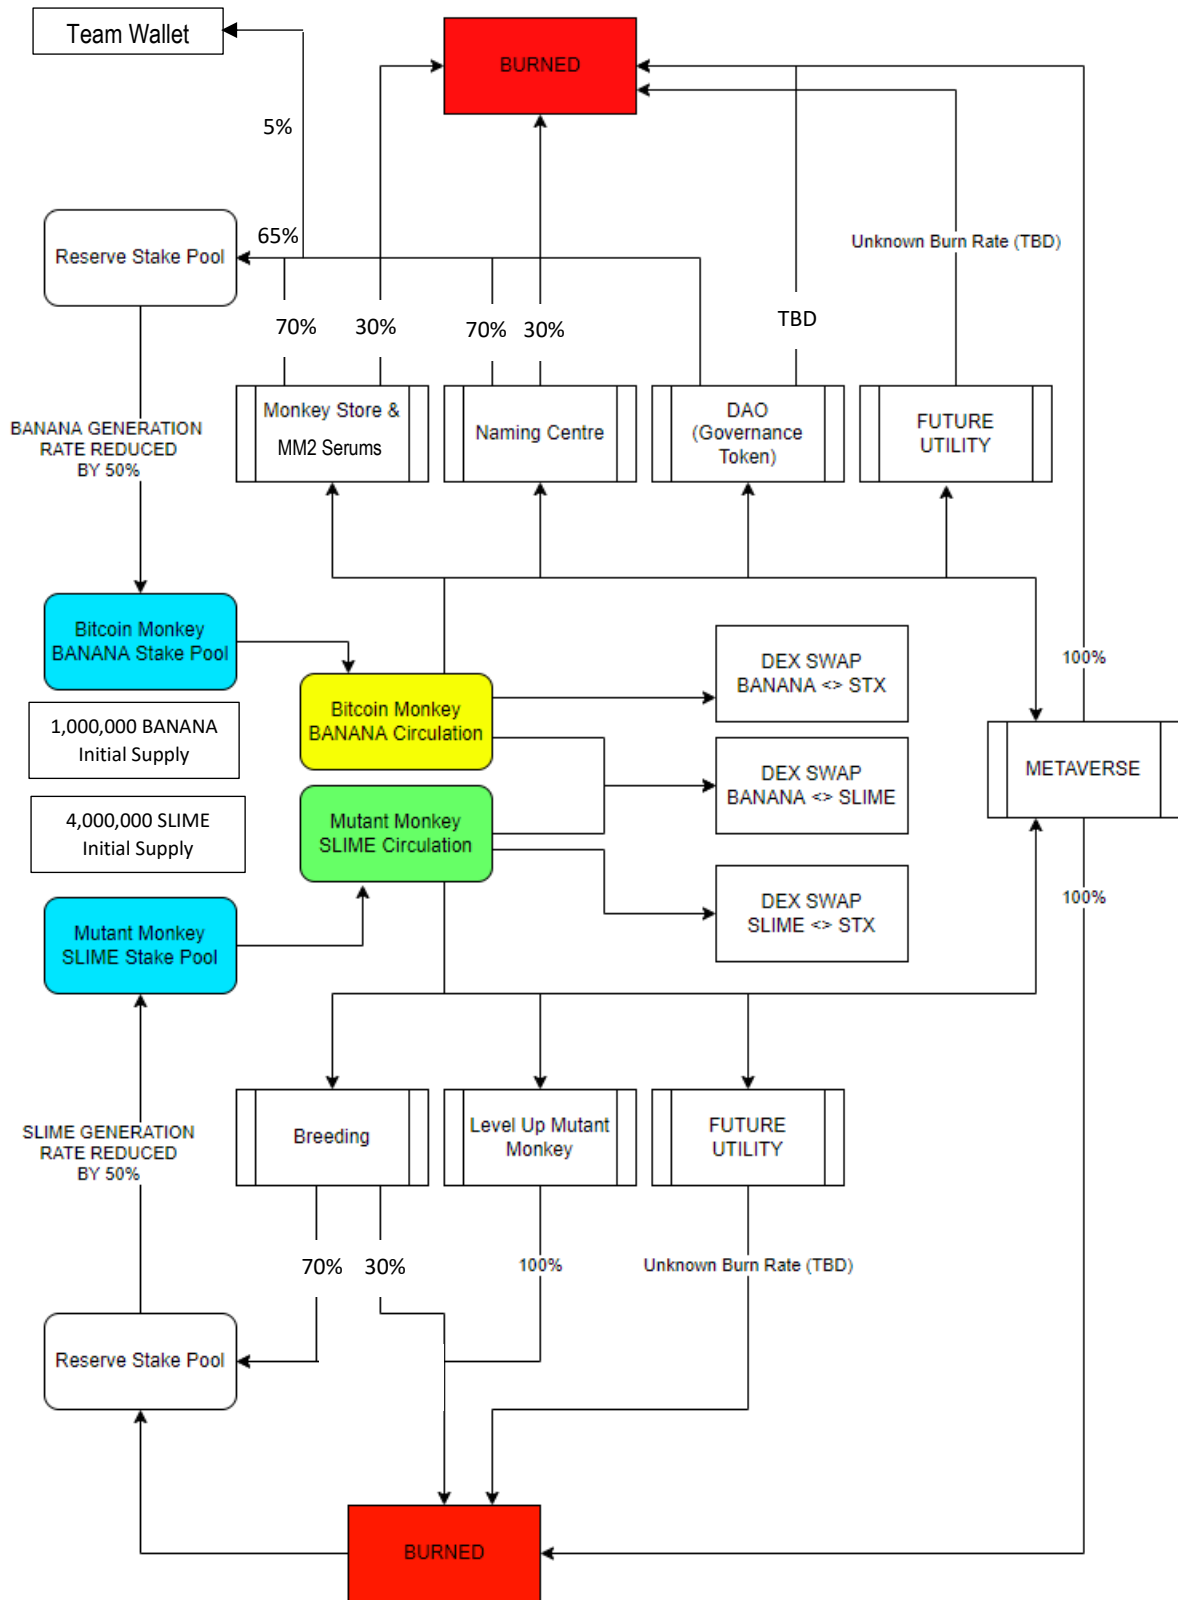 Team Wallet
BURNED
5%
65%
Reserve Stake Pool
Unknown Burn Rate (TBD)
70%
30%
70%
30%
TBD
Monkey Store &
MM2 Serums
Naming Centre
DAO
(Governance
Token)
FUTURE
UTILITY
BANANA GENERATION
RATE REDUCED
BY 50%
Bitcoin Monkey
BANANA Stake Pool
100%
DEX SWAP
BANANA <> STX
1,000,000 BANANA
Initial Supply
Bitcoin Monkey
BANANA Circulation
METAVERSE
DEX SWAP
BANANA <> SLIME
4,000,000 SLIME
Initial Supply
Mutant Monkey
SLIME Circulation
100%
DEX SWAP
SLIME <> STX
Mutant Monkey
SLIME Stake Pool
SLIME GENERATION
RATE REDUCED
BY 50%
Breeding
Level Up Mutant
Monkey
FUTURE
UTILITY
70%
30%
100%
Unknown Burn Rate (TBD)
Reserve Stake Pool
BURNED